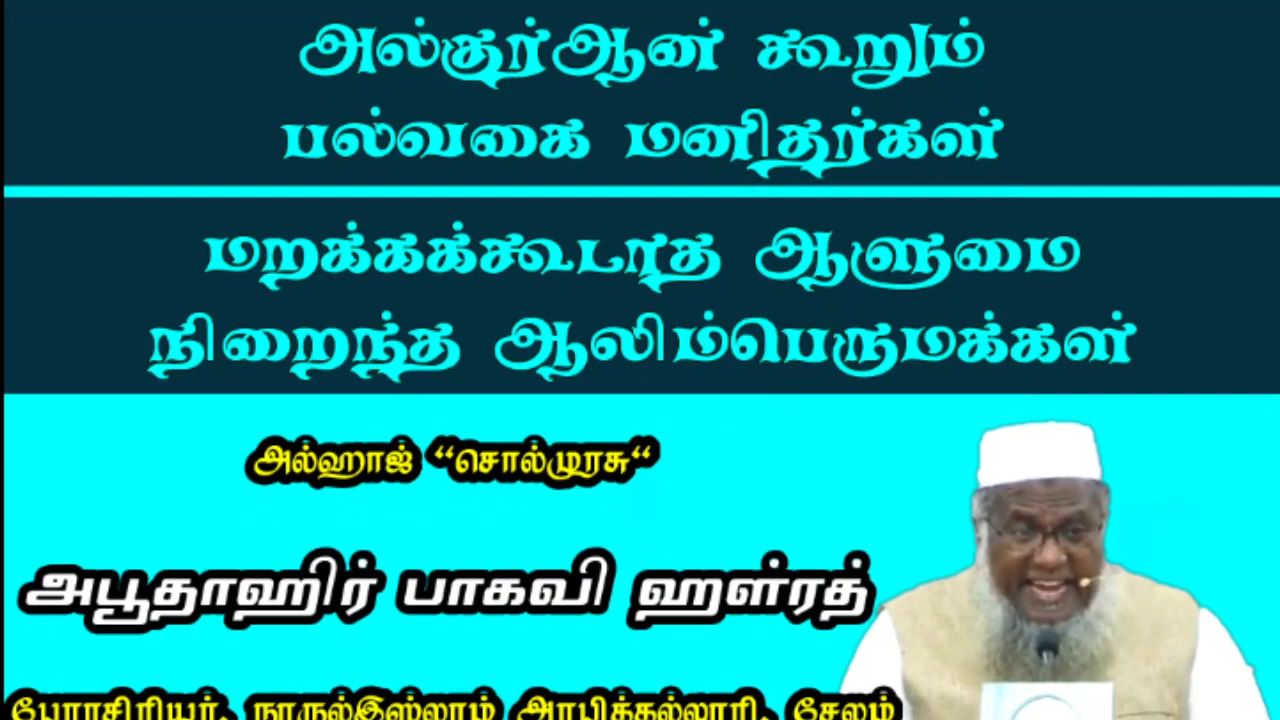 அல்குர்ஆன் கூறும்
பல்வகை மனிதர்கள்
மறக்கக்கூடாத ஆளுமை
நிறைந்த ஆலிம்பெருமக்கள்
அல்ஹாஜ் “சொல்முரசு“
அபூதாஹிர் பாகவி ஹள்ரத்
பேராசிரியர், நூருல்இஸ்லாம் அரபிக்கல்லூரி, சேலம்